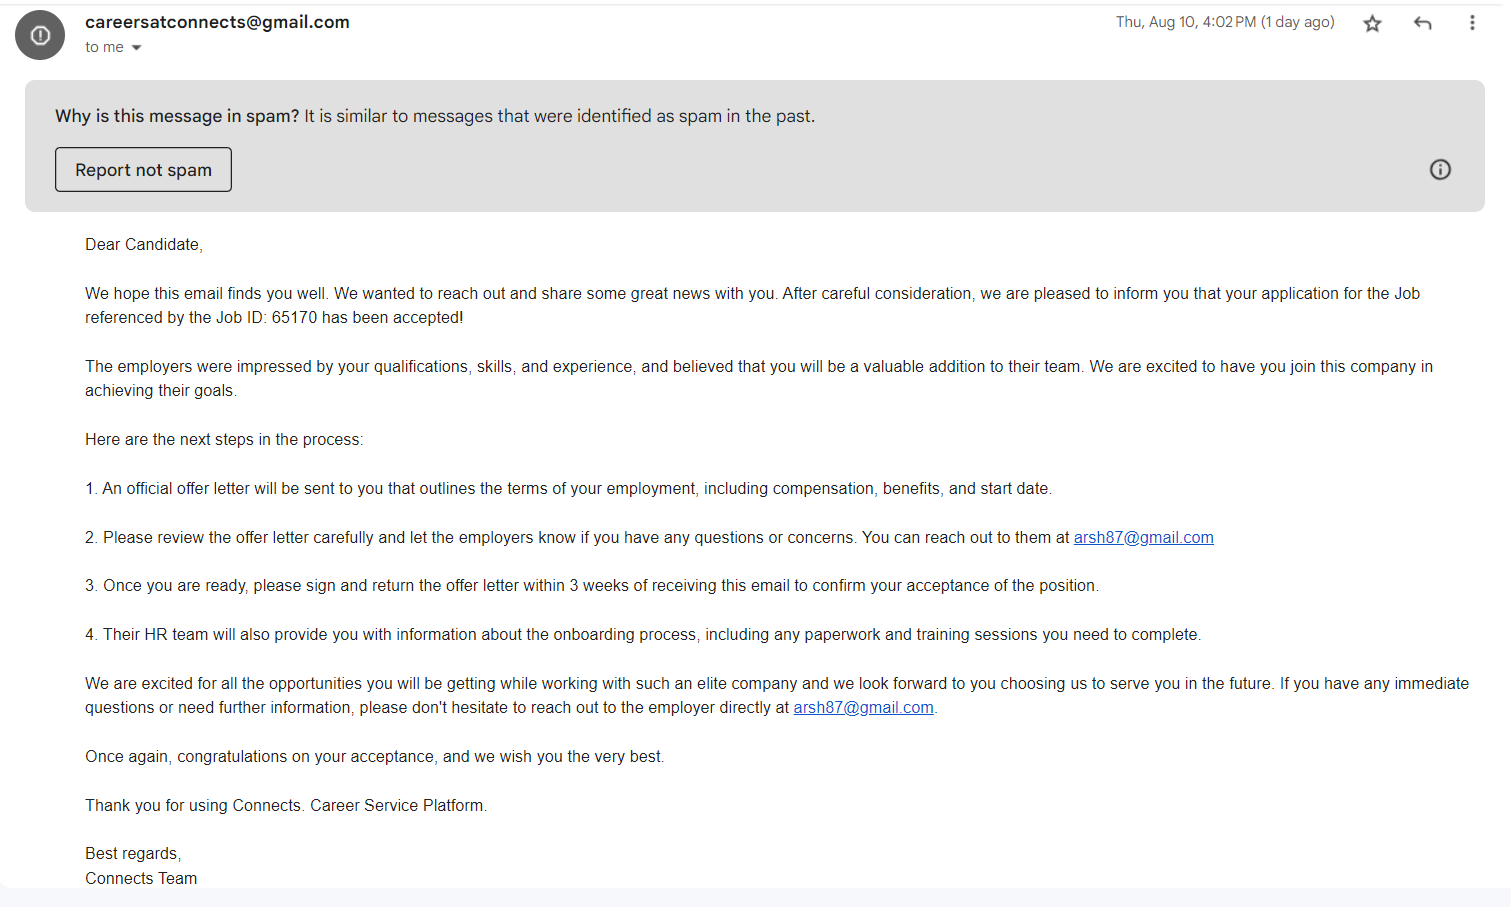 careersatconnects@gmail.com
Thu, Aug 10, 4:02 PM (1 day ago)
to me
Why is this message in spam? It is similar to messages that were identified as spam in the past.
Report not spam
Dear Candidate,
We hope this email finds you well. We wanted to reach out and share some great news with you. After careful consideration, we are pleased to inform you that your application for the Job
referenced by the Job ID: 65170 has been accepted!
The employers were impressed by your qualifications, skills, and experience, and believed that you will be a valuable addition to their team. We are excited to have you join this company in
achieving their goals.
Here are the next steps in the process:
1. An official offer letter will be sent to you that outlines the terms of your employment, including compensation, benefits, and start date.
2. Please review the offer letter carefully and let the employers know if you have any questions or concerns. You can reach out to them at arsh87@gmail.com
3. Once you are ready, please sign and return the offer letter within 3 weeks of receiving this email to confirm your acceptance of the position.
4. Their HR team will also provide you with information about the onboarding process, including any paperwork and training sessions you need to complete.
We are excited for all the opportunities you will be getting while working with such an elite company and we look forward to you choosing us to serve you in the future. If you have any immediate
questions or need further information, please don't hesitate to reach out to the employer directly at arsh87@gmail.com.
Once again, congratulations on your acceptance, and we wish you the very best.
Thank you for using Connects. Career Service Platform.
Best regards,
Connects Team